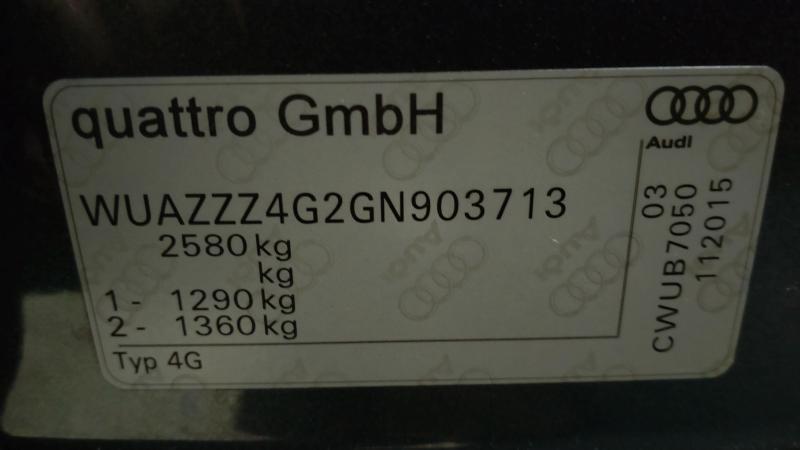 quattro GmbH
Audi
WUAZZZ4G2GN903713
2580 kg
kg
1 - 1290 kg
2 - 1360 kg
Typ 4G
03
CWUB7050
112015